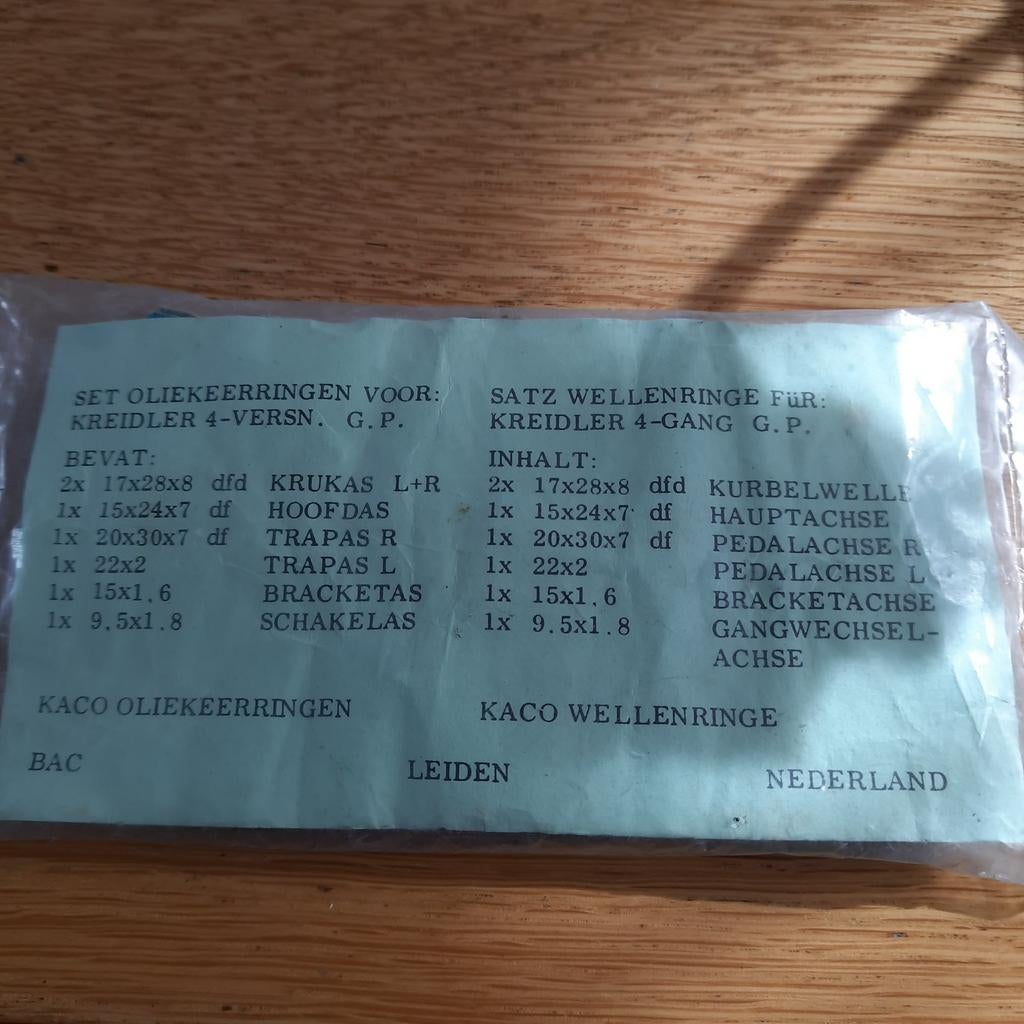 SET OLIEKEERRINGEN VOOR:
KREIDLER 4-VERSN. G.P.
BEVAT:
2x 17x28x8 dfd KRUKAS L+R
1x 15x24x7 df HOOFDAS
1x 20x30x7 df TRAPAS R
1x 22x2 TRAPAS L
1x 15x1,6 BRACKETAS
1x 9,5x1.8 SCHAKELAS
KACO OLIEKEERRINGEN
SATZ WELLENRINGE FüR:
KREIDLER 4-GANG G.P.
INHALT:
2x 17x28x8 dfd KURBELWELLE
1x 15x24x7 df HAUPTACHSE
1x 20x30x7 df PEDALACHSE R
1x 22x2 PEDALACHSE L
1x 15x1,6 BRACKETACHSE
1x 9.5x1.8 GANGWECHSEL-
ACHSE
KACO WELLENRINGE
BAC LEIDEN NEDERLAND